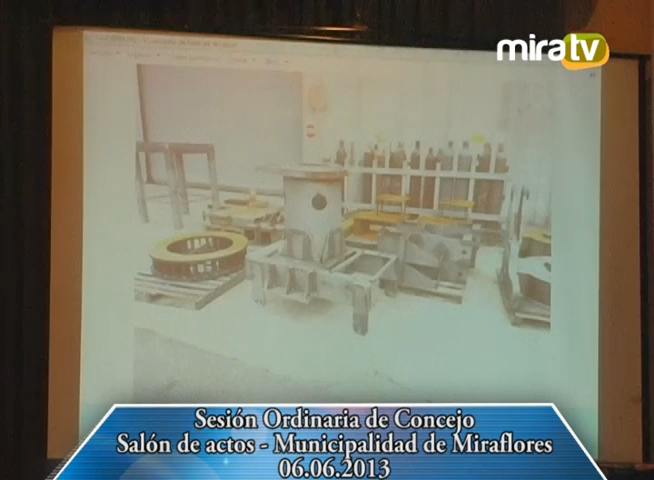 miratv
Sesión Ordinaria de Concejo
Salón de actos - Municipalidad de Miraflores
06.06.2013